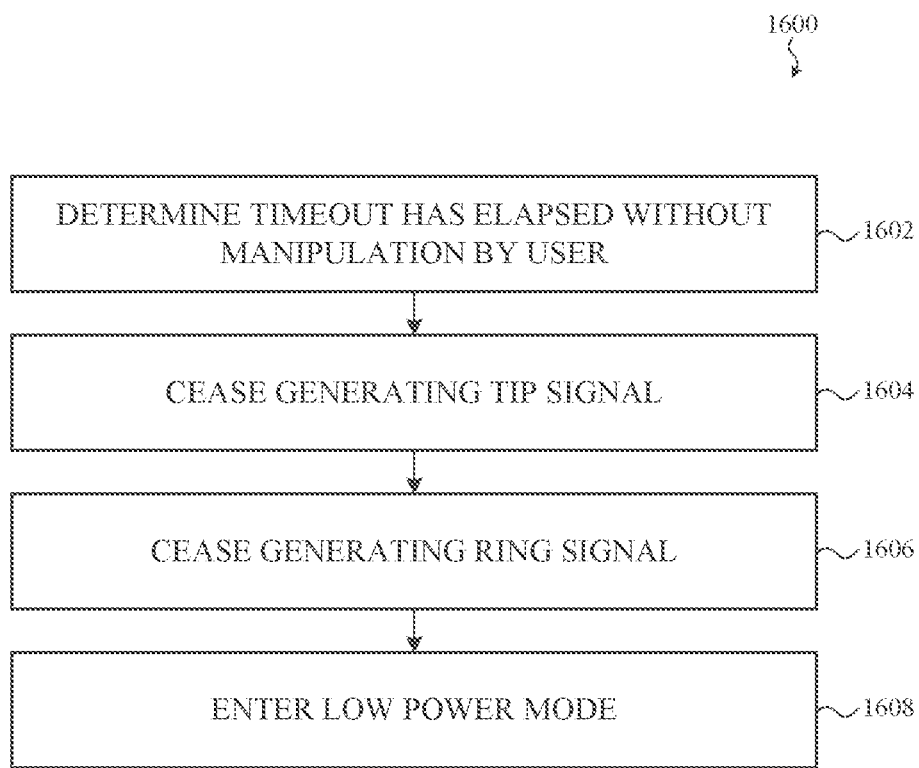 1600
DETERMINE TIMEOUT HAS ELAPSED WITHOUT
MANIPULATION BY USER
1602
CEASE GENERATING TIP SIGNAL
1604
CEASE GENERATING RING SIGNAL
1606
ENTER LOW POWER MODE
1608